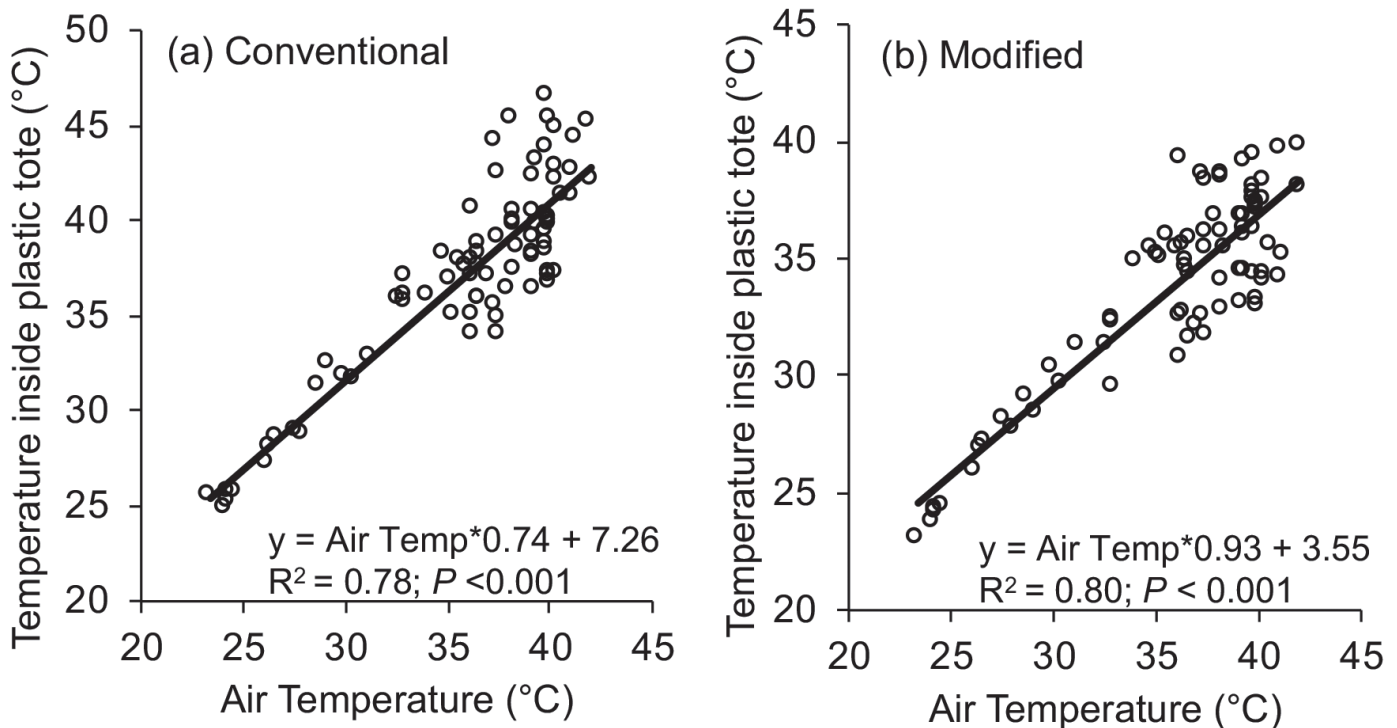 (a) Conventional
Temperature inside plastic tote (°C)
50
45
40
35
30
25
20
y = Air Temp*0.74 + 7.26
R² = 0.78; P <0.001
20 25 30 35 40 45
Air Temperature (°C)
(b) Modified
Temperature inside plastic tote (°C)
45
40
35
30
25
20
y = Air Temp*0.93 + 3.55
R² = 0.80; P < 0.001
20 25 30 35 40 45
Air Temperature (°C)